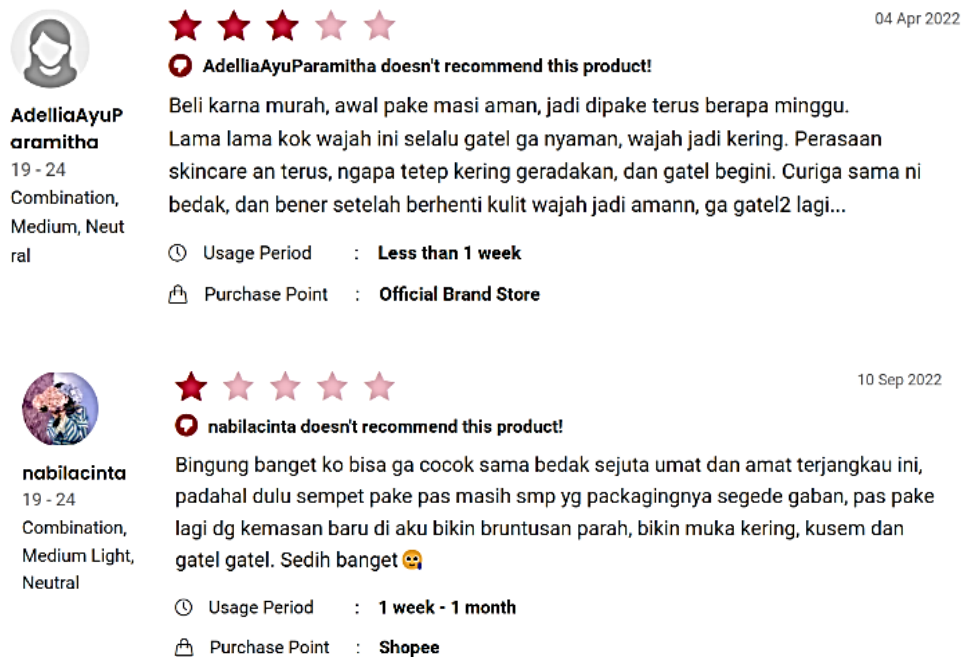 04 Apr 2022
AdelliaAyuParamitha doesn't recommend this product!
AdelliaAyuP
aramitha
19 - 24
Combination,
Medium, Neut
ral
Beli karna murah, awal pake masi aman, jadi dipake terus berapa minggu.
Lama lama kok wajah ini selalu gatel ga nyaman, wajah jadi kering. Perasaan
skincare an terus, ngapa tetep kering geradakan, dan gatel begini. Curiga sama ni
bedak, dan bener setelah berhenti kulit wajah jadi amann, ga gatel2 lagi...
Usage Period : Less than 1 week
Purchase Point : Official Brand Store
10 Sep 2022
nabilacinta doesn't recommend this product!
nabilacinta
19 - 24
Combination,
Medium Light,
Neutral
Bingung banget ko bisa ga cocok sama bedak sejuta umat dan amat terjangkau ini,
padahal dulu sempet pake pas masih smp yg packagingnya segede gaban, pas pake
lagi dg kemasan baru di aku bikin bruntusan parah, bikin muka kering, kusem dan
gatel gatel. Sedih banget
Usage Period : 1 week - 1 month
Purchase Point : Shopee